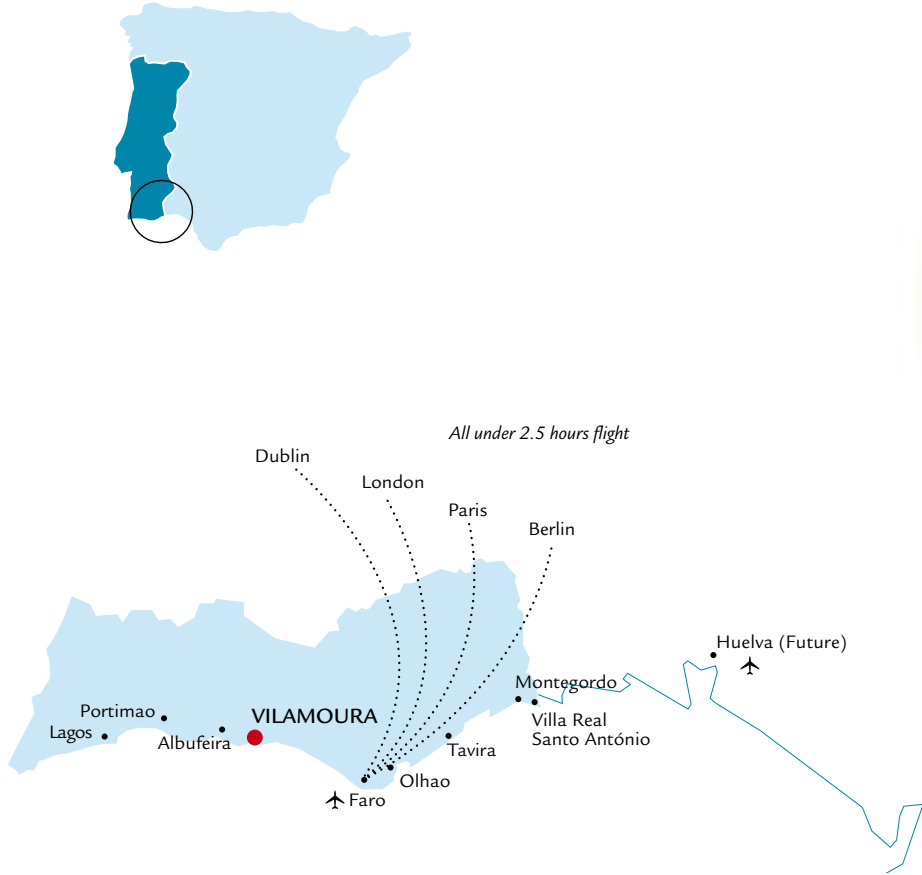 All under 2.5 hours flight
Dublin
London
Paris
Berlin
Huelva (Future)
Montegordo
Portimao
VILAMOURA
Villa Real
Santo António
Lagos
Albufeira
Tavira
Olhao
Faro